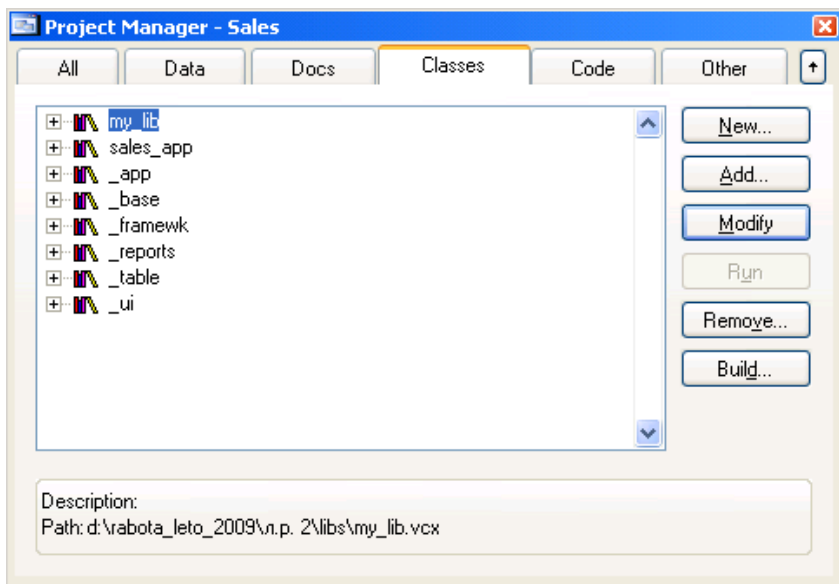 Project Manager - Sales
All Data Docs Classes Code Other
my_lib
sales_app
_app
_base
_framewk
_reports
_table
_ui
New...
Add...
Modify
Run
Remove...
Build...
Description:
Path: d:\rabota_leto_2009\л.р. 2\libs\my_lib.vcx